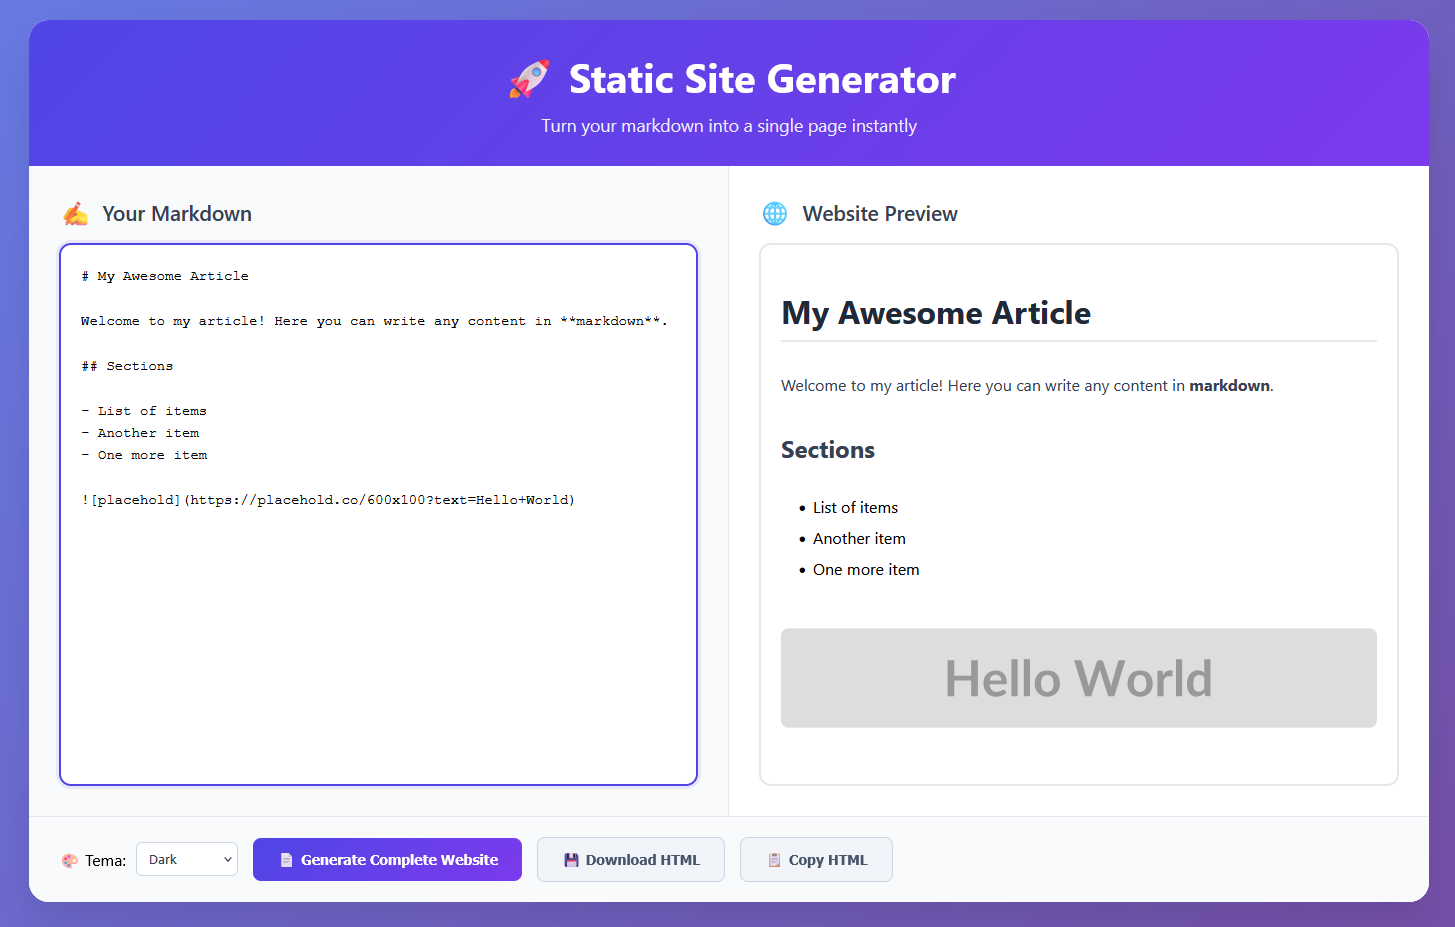 🚀 Static Site Generator
Turn your markdown into a single page instantly
✍️ Your Markdown
# My Awesome Article
Welcome to my article! Here you can write any content in **markdown**.
## Sections
- List of items
- Another item
- One more item
![placehold](https://placehold.co/600x100?text=Hello+World)
🌐 Website Preview
My Awesome Article
Welcome to my article! Here you can write any content in markdown.
Sections
• List of items
• Another item
• One more item
Hello World
🎨 Tema: Dark
📄 Generate Complete Website
💾 Download HTML
📋 Copy HTML